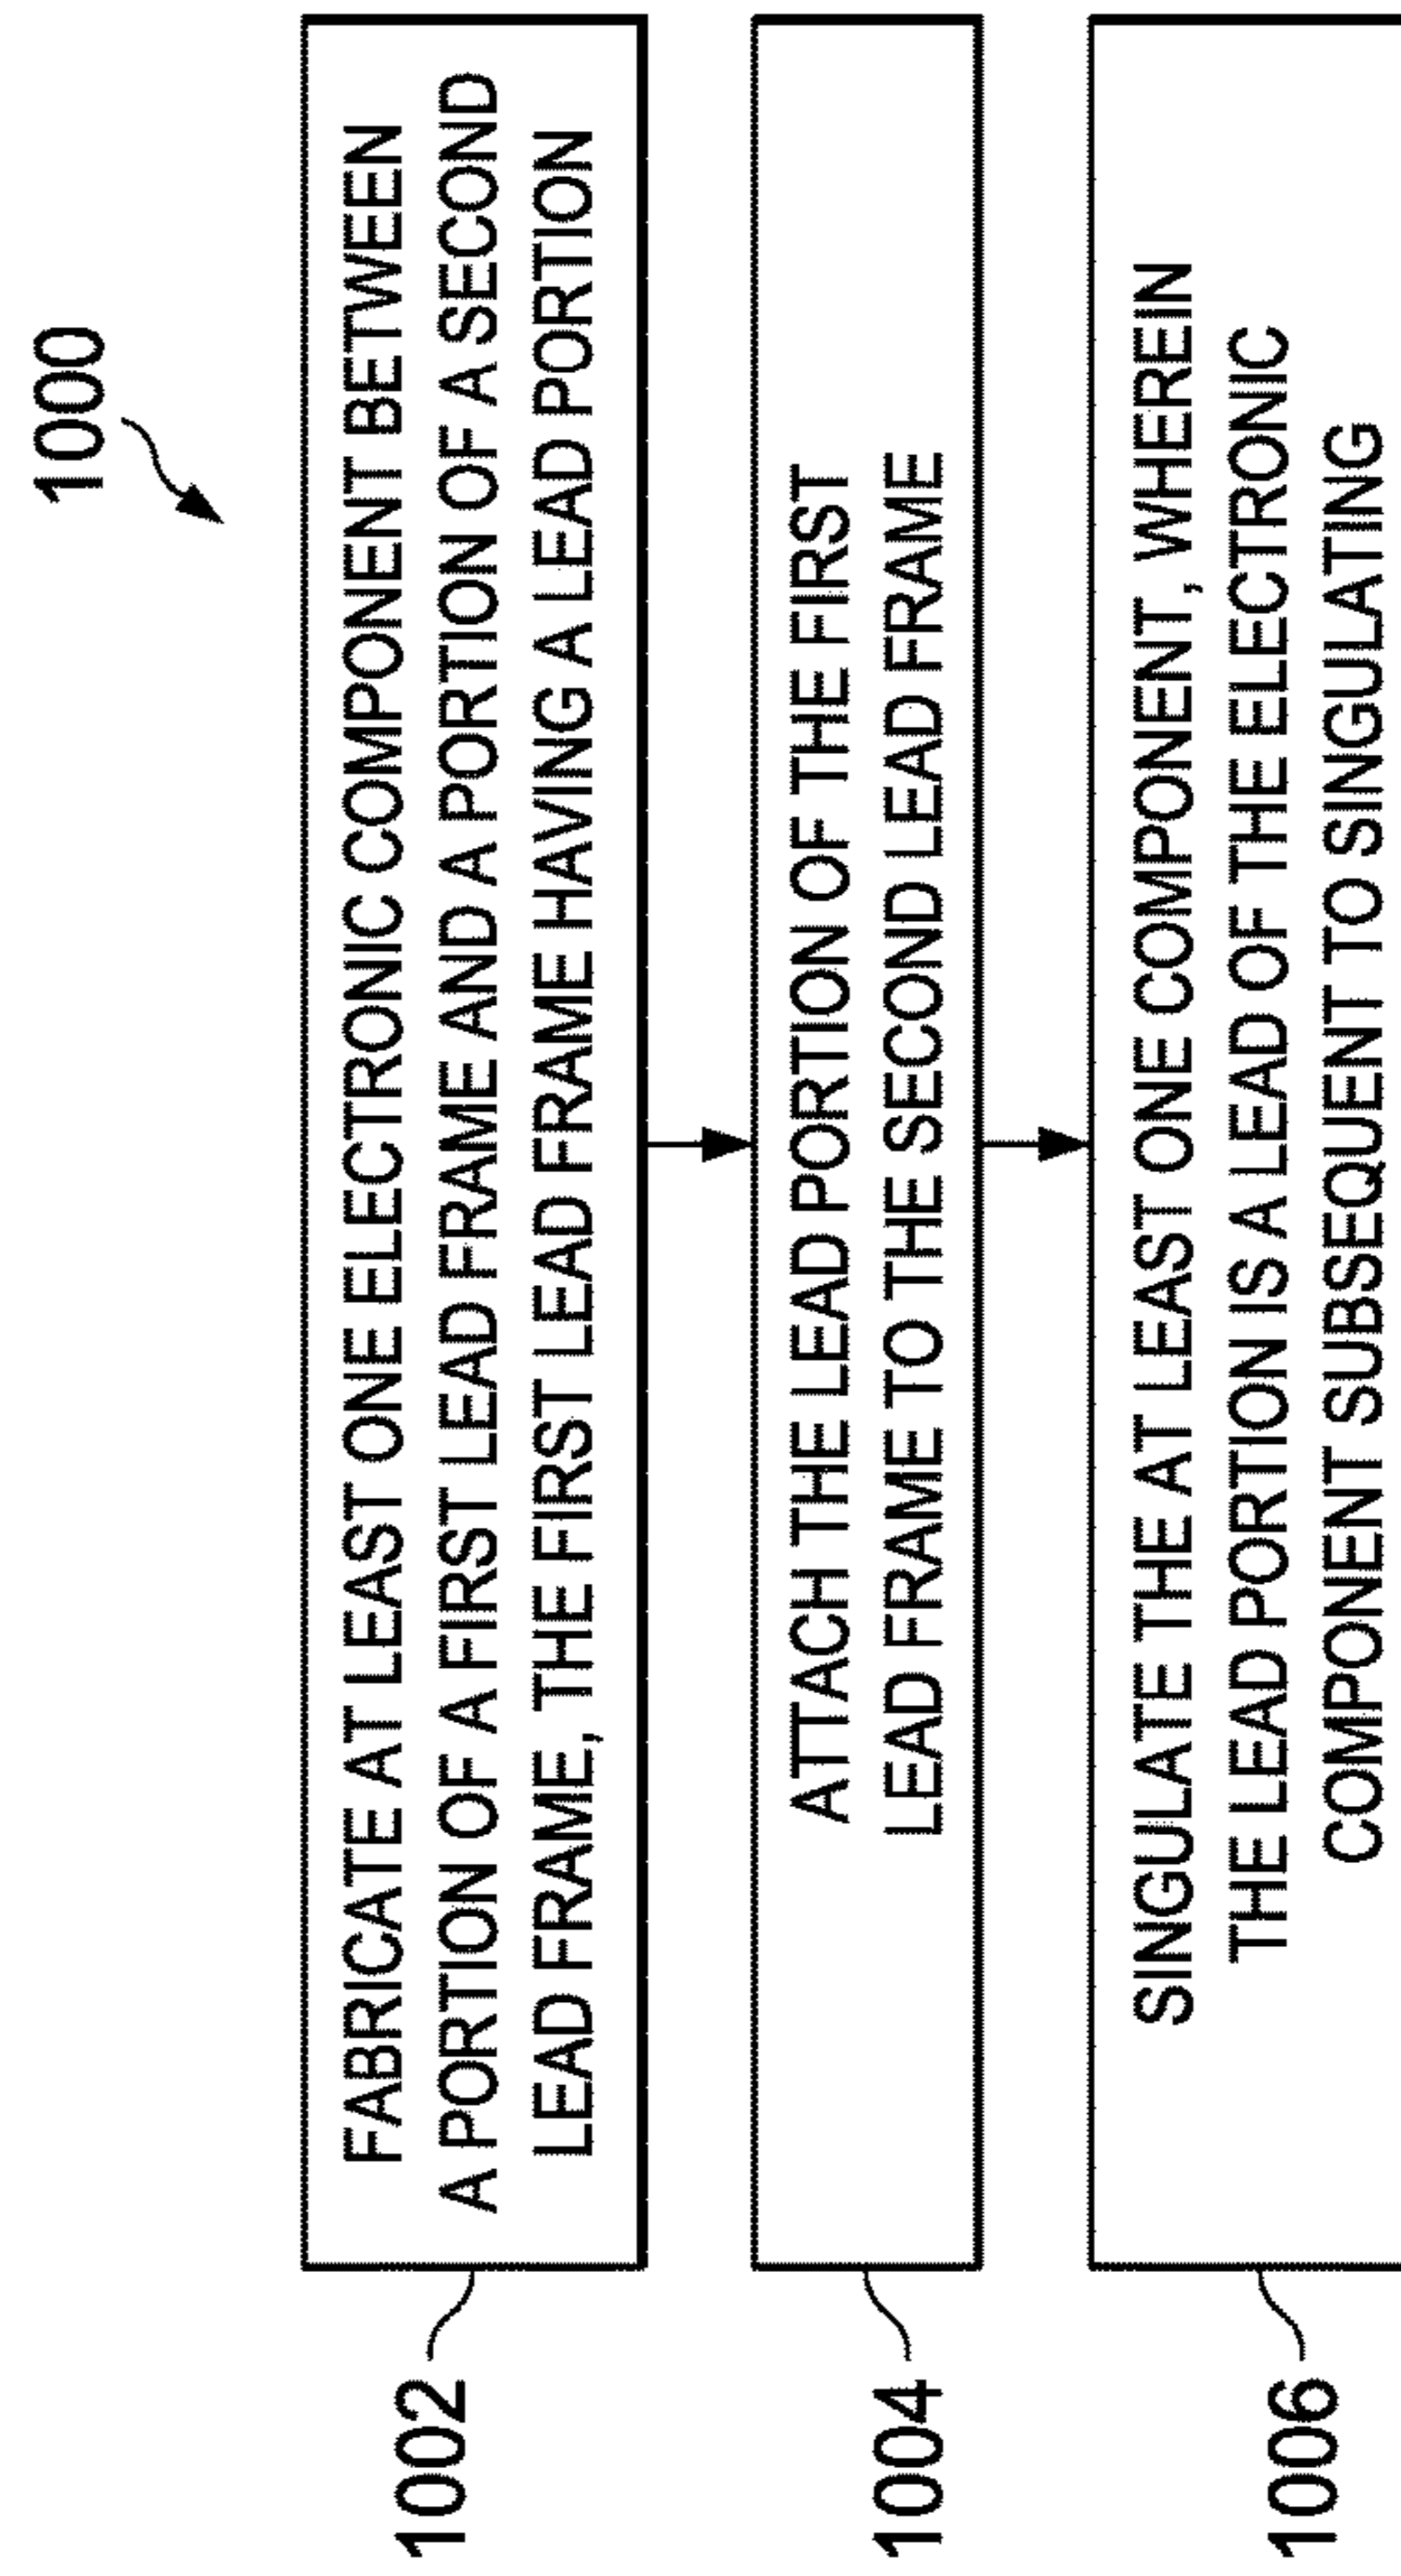 1000
1002
FABRICATE AT LEAST ONE ELECTRONIC COMPONENT BETWEEN
A PORTION OF A FIRST LEAD FRAME AND A PORTION OF A SECOND
LEAD FRAME, THE FIRST LEAD FRAME HAVING A LEAD PORTION
1004
ATTACH THE LEAD PORTION OF THE FIRST
LEAD FRAME TO THE SECOND LEAD FRAME
1006
SINGULATE THE AT LEAST ONE COMPONENT, WHEREIN
THE LEAD PORTION IS A LEAD OF THE ELECTRONIC
COMPONENT SUBSEQUENT TO SINGULATING